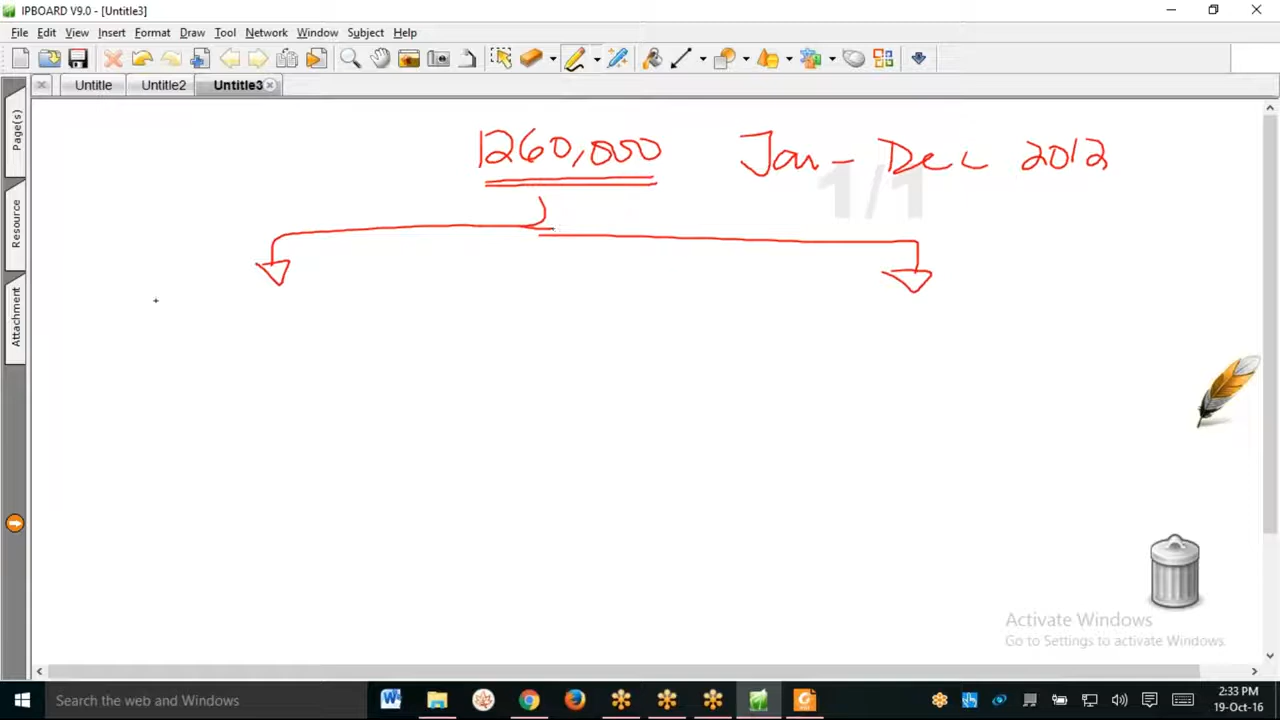 IPBOARD V9.0 - [Untitle3]
File Edit View Insert Format Draw Tool Network Window Subject Help
Untitle Untitle2 Untitle3
Page(s)
Resource
Attachment
1260,000 Jan - Dec 2012
1/1
Activate Windows
Go to Settings to activate Windows.
Search the web and Windows
2:33 PM
19-Oct-16